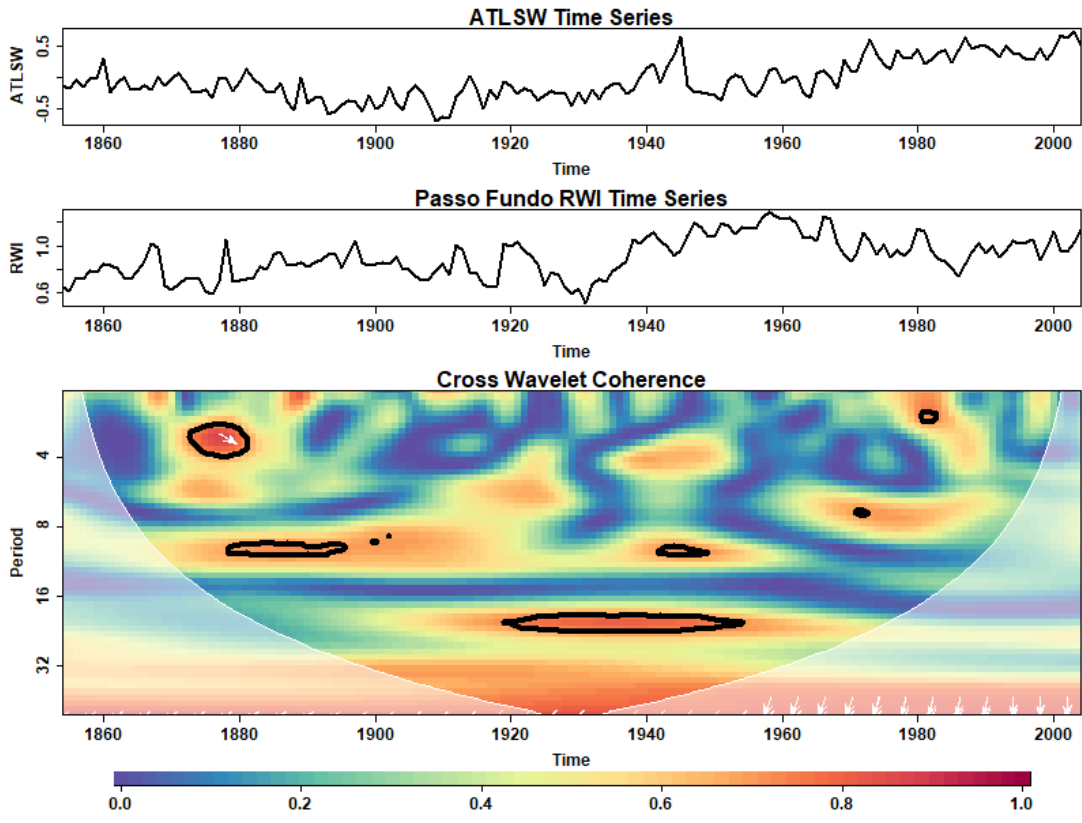 ATLSW Time Series
ATLSW
0.5
-0.5
1860 1880 1900 1920 1940 1960 1980 2000
Time
Passo Fundo RWI Time Series
RWI
1.0
0.6
1860 1880 1900 1920 1940 1960 1980 2000
Time
Cross Wavelet Coherence
Period
4
8
16
32
1860 1880 1900 1920 1940 1960 1980 2000
Time
0.0 0.2 0.4 0.6 0.8 1.0